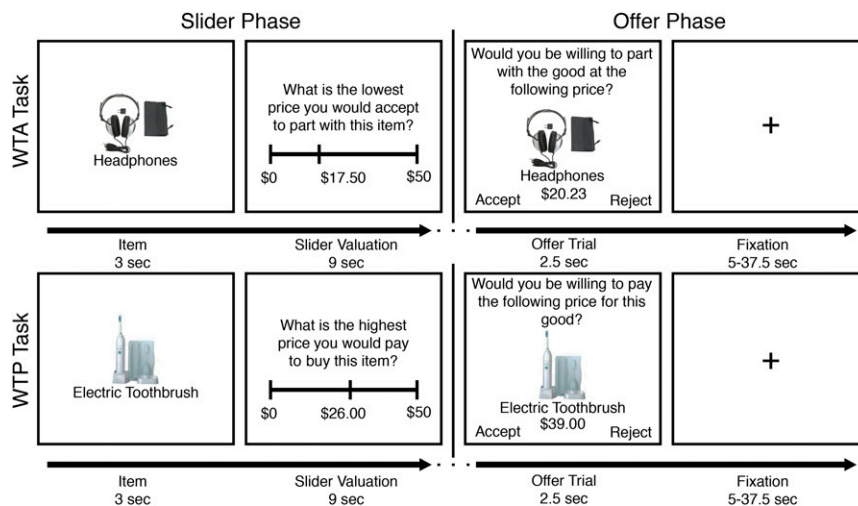 Slider Phase
Offer Phase
WTA Task
Headphones
What is the lowest
price you would accept
to part with this item?
$0
$17.50
$50
Would you be willing to part
with the good at the
following price?
Headphones
$20.23
Accept
Reject
+
Item
3 sec
Slider Valuation
9 sec
Offer Trial
2.5 sec
Fixation
5-37.5 sec
WTP Task
Electric Toothbrush
What is the highest
price you would pay
to buy this item?
$0
$26.00
$50
Would you be willing to pay
the following price for this
good?
Electric Toothbrush
$39.00
Accept
Reject
+
Item
3 sec
Slider Valuation
9 sec
Offer Trial
2.5 sec
Fixation
5-37.5 sec